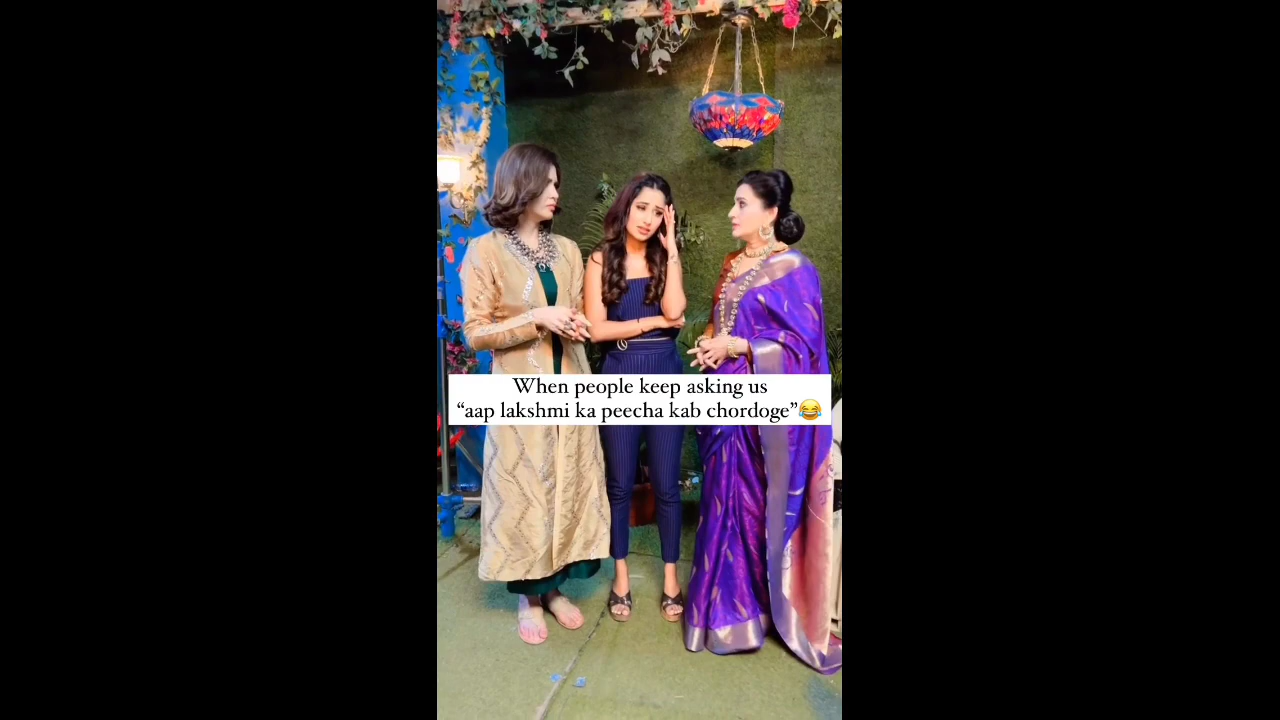 When people keep asking us
“aap lakshmi ka peecha kab chordoge”😂